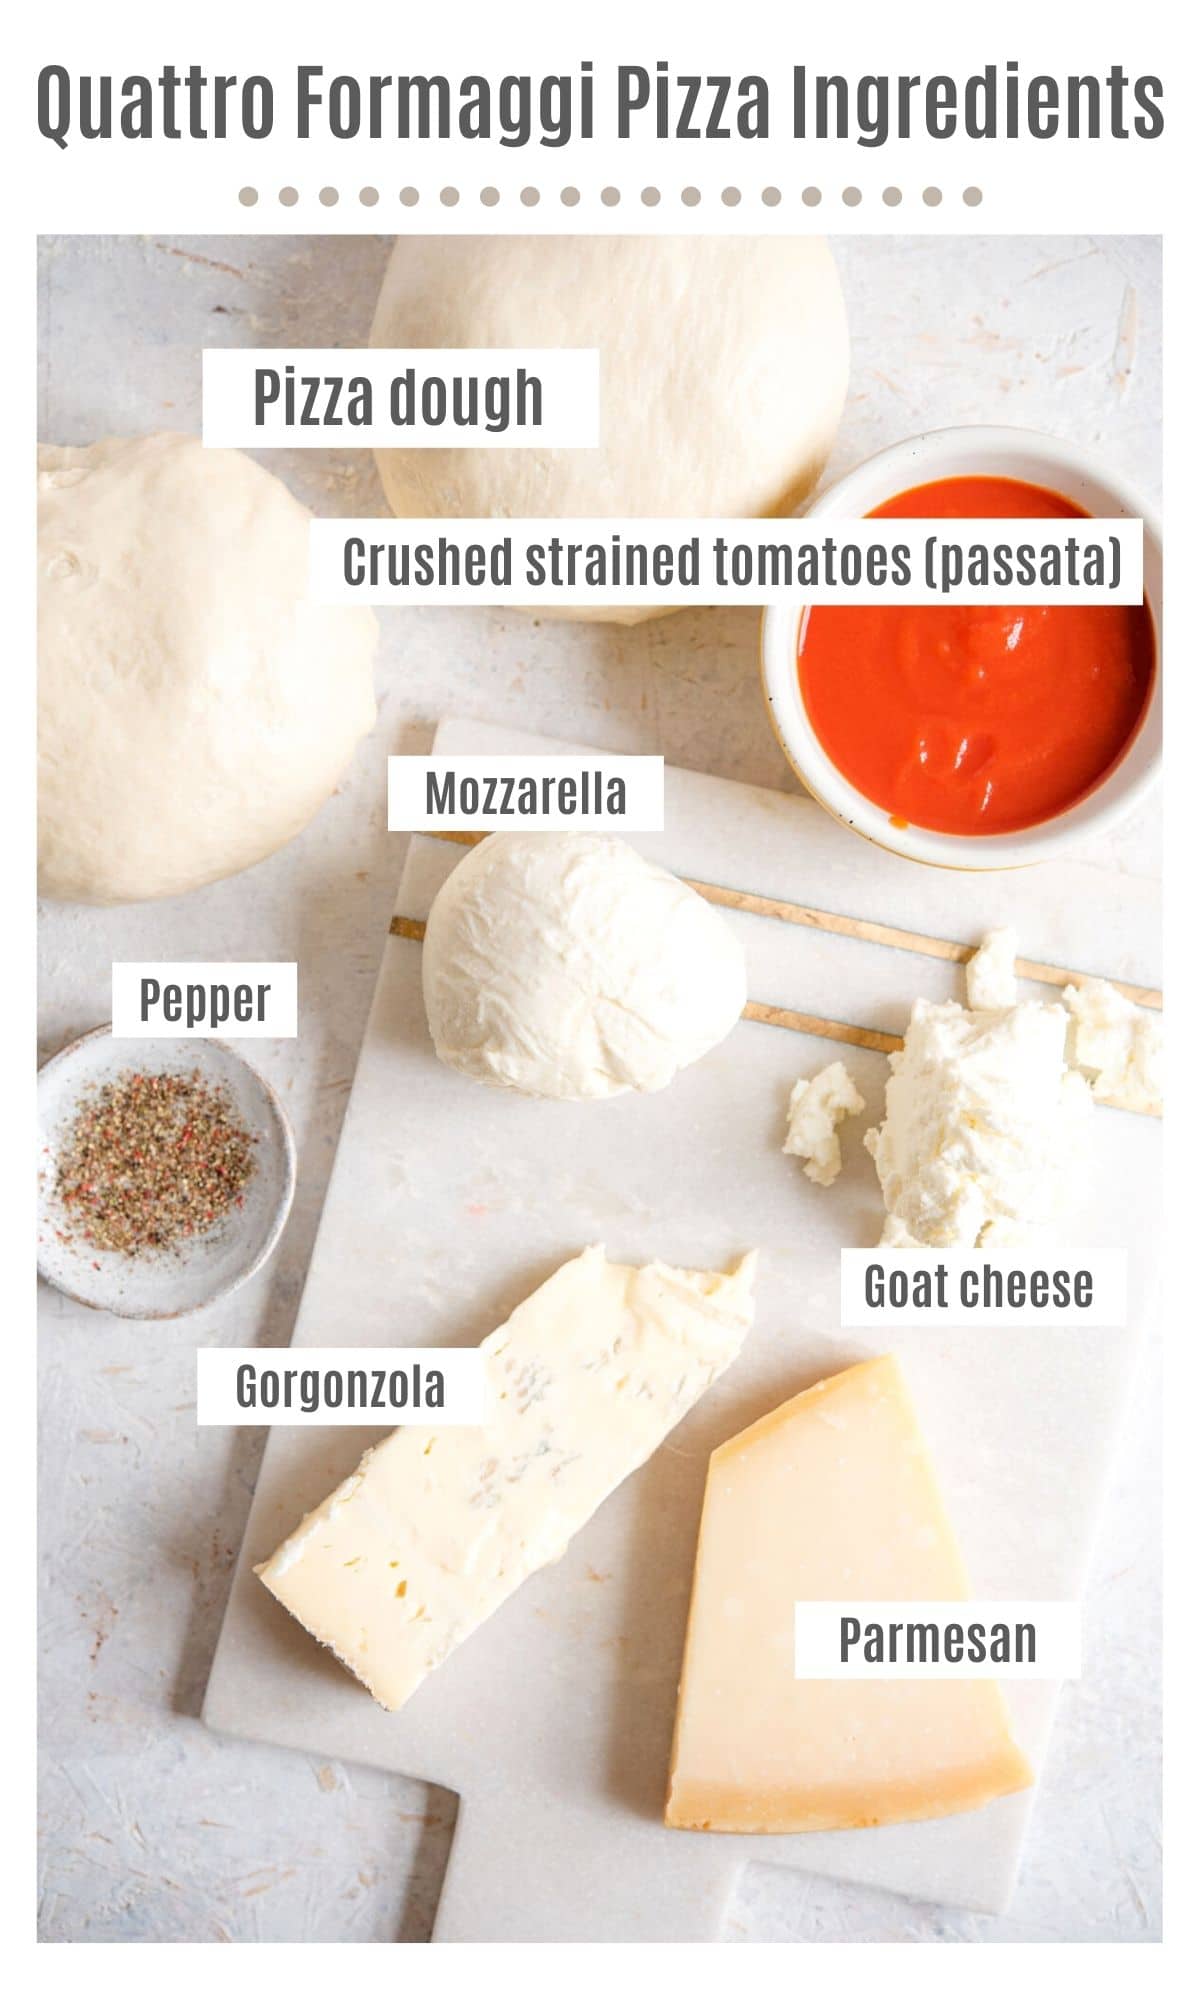 Quattro Formaggi Pizza Ingredients
Pizza dough
Crushed strained tomatoes (passata)
Mozzarella
Pepper
Goat cheese
Gorgonzola
Parmesan